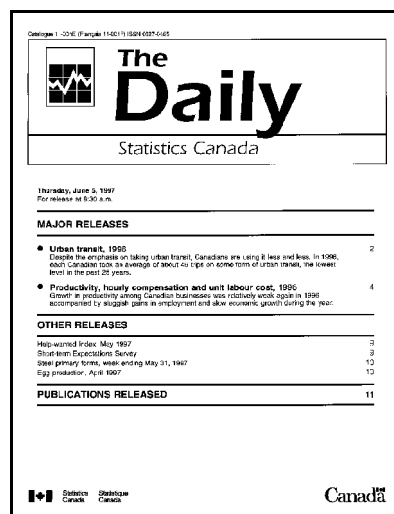 Catalogue 11-001E (Français 11-001F) ISSN 0827-0465
The
Daily
Statistics Canada
Thursday, June 5, 1997
For release at 8:30 a.m.
MAJOR RELEASES
● Urban transit, 1996 2
Despite the emphasis on taking urban transit, Canadians are using it less and less. In 1996,
each Canadian took an average of about 48 trips on some form of urban transit, the lowest
level in the past 25 years.
● Productivity, hourly compensation and unit labour cost, 1996 4
Growth in productivity among Canadian businesses was relatively weak again in 1996
accompanied by sluggish gains in employment and slow economic growth during the year.
OTHER RELEASES
Help-wanted Index, May 1997 9
Short-term Expectations Survey 9
Steel primary forms, week ending May 31, 1997 10
Egg production, April 1997 10
PUBLICATIONS RELEASED 11
Statistics Statistique
Canada Canada
Canada